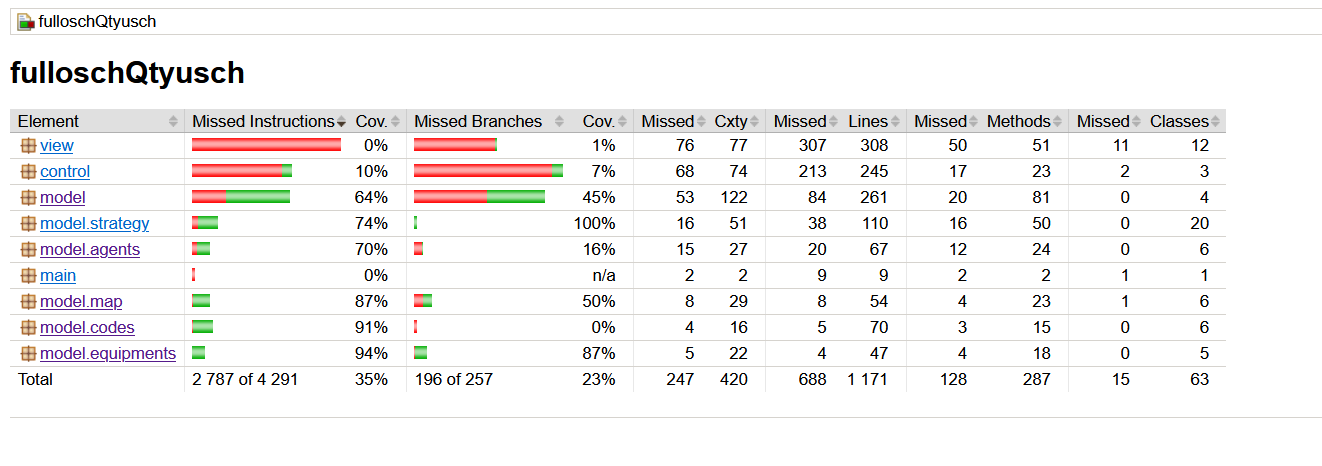 fulloschQtyusch
fulloschQtyusch
Element Missed Instructions Cov. Missed Branches Cov. Missed Cxty Missed Lines Missed Methods Missed Classes
view 0% 1% 76 77 307 308 50 51 11 12
control 10% 7% 68 74 213 245 17 23 2 3
model 64% 45% 53 122 84 261 20 81 0 4
model.strategy 74% 100% 16 51 38 110 16 50 0 20
model.agents 70% 16% 15 27 20 67 12 24 0 6
main 0% n/a 2 2 9 9 2 2 1 1
model.map 87% 50% 8 29 8 54 4 23 1 6
model.codes 91% 0% 4 16 5 70 3 15 0 6
model.equipments 94% 87% 5 22 4 47 4 18 0 5
Total 2 787 of 4 291 35% 196 of 257 23% 247 420 688 1 171 128 287 15 63